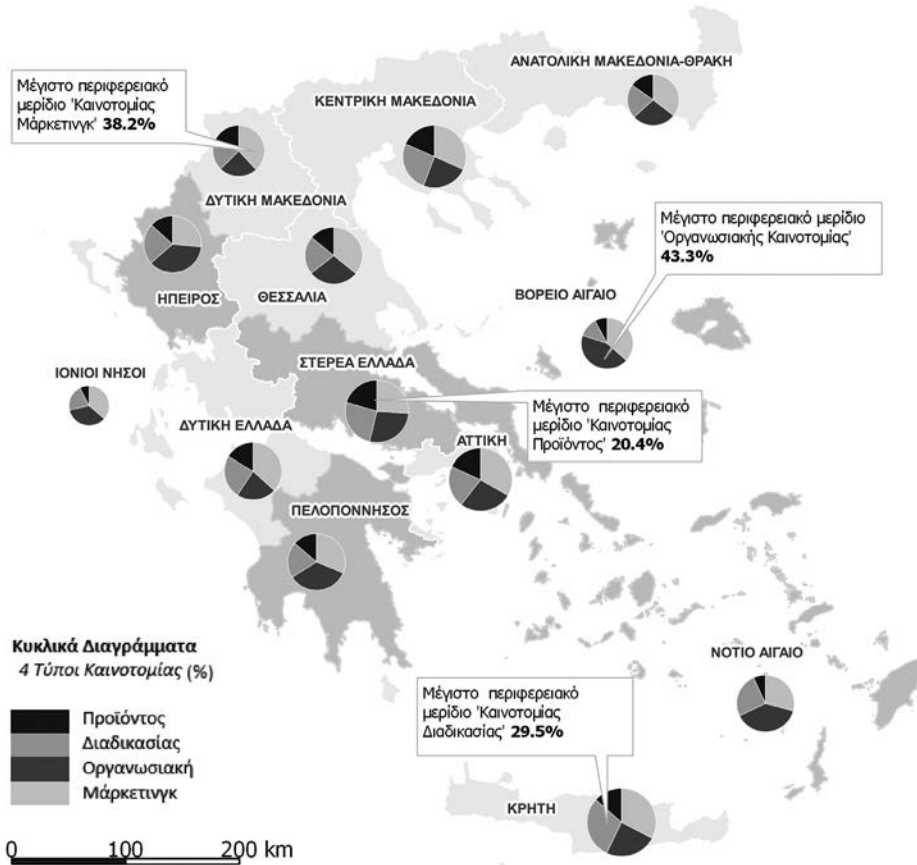 ΑΝΑΤΟΛΙΚΗ ΜΑΚΕΔΟΝΙΑ-ΘΡΑΚΗ
Μέγιστο περιφερειακό
μερίδιο 'Καινοτομίας
Μάρκετινγκ' 38.2%
ΚΕΝΤΡΙΚΗ ΜΑΚΕΔΟΝΙΑ
ΔΥΤΙΚΗ ΜΑΚΕΔΟΝΙΑ
Μέγιστο περιφερειακό μερίδιο
'Οργανωσιακής Καινοτομίας'
43.3%
ΗΠΕΙΡΟΣ
ΘΕΣΣΑΛΙΑ
ΒΟΡΕΙΟ ΑΙΓΑΙΟ
ΣΤΕΡΕΑ ΕΛΛΑΔΑ
ΙΟΝΙΟΙ ΝΗΣΟΙ
Μέγιστο περιφερειακό
μερίδιο 'Καινοτομίας
Προϊόντος' 20.4%
ΔΥΤΙΚΗ ΕΛΛΑΔΑ
ΑΤΤΙΚΗ
ΠΕΛΟΠΟΝΝΗΣΟΣ
Κυκλικά Διαγράμματα
4 Τύποι Καινοτομίας (%)
Προϊόντος
Διαδικασίας
Οργανωσιακή
Μάρκετινγκ
ΝΟΤΙΟ ΑΙΓΑΙΟ
Μέγιστο περιφερειακό
μερίδιο 'Καινοτομίας
Διαδικασίας' 29.5%
ΚΡΗΤΗ
0 100 200 km